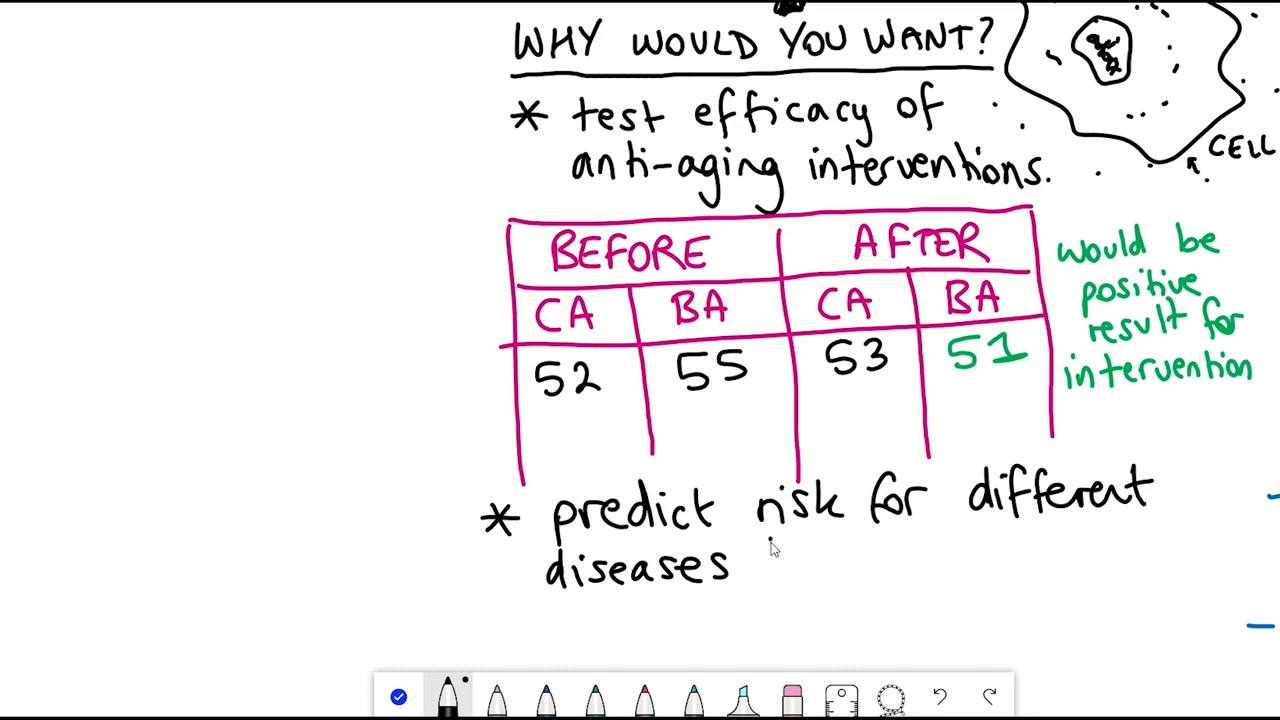 WHY WOULD YOU WANT?
* test efficacy of
anti-aging interventions.
CELL
BEFORE AFTER
CA BA CA BA
52 55 53 51
would be
positive
result for
intervention
* predict risk for different
diseases